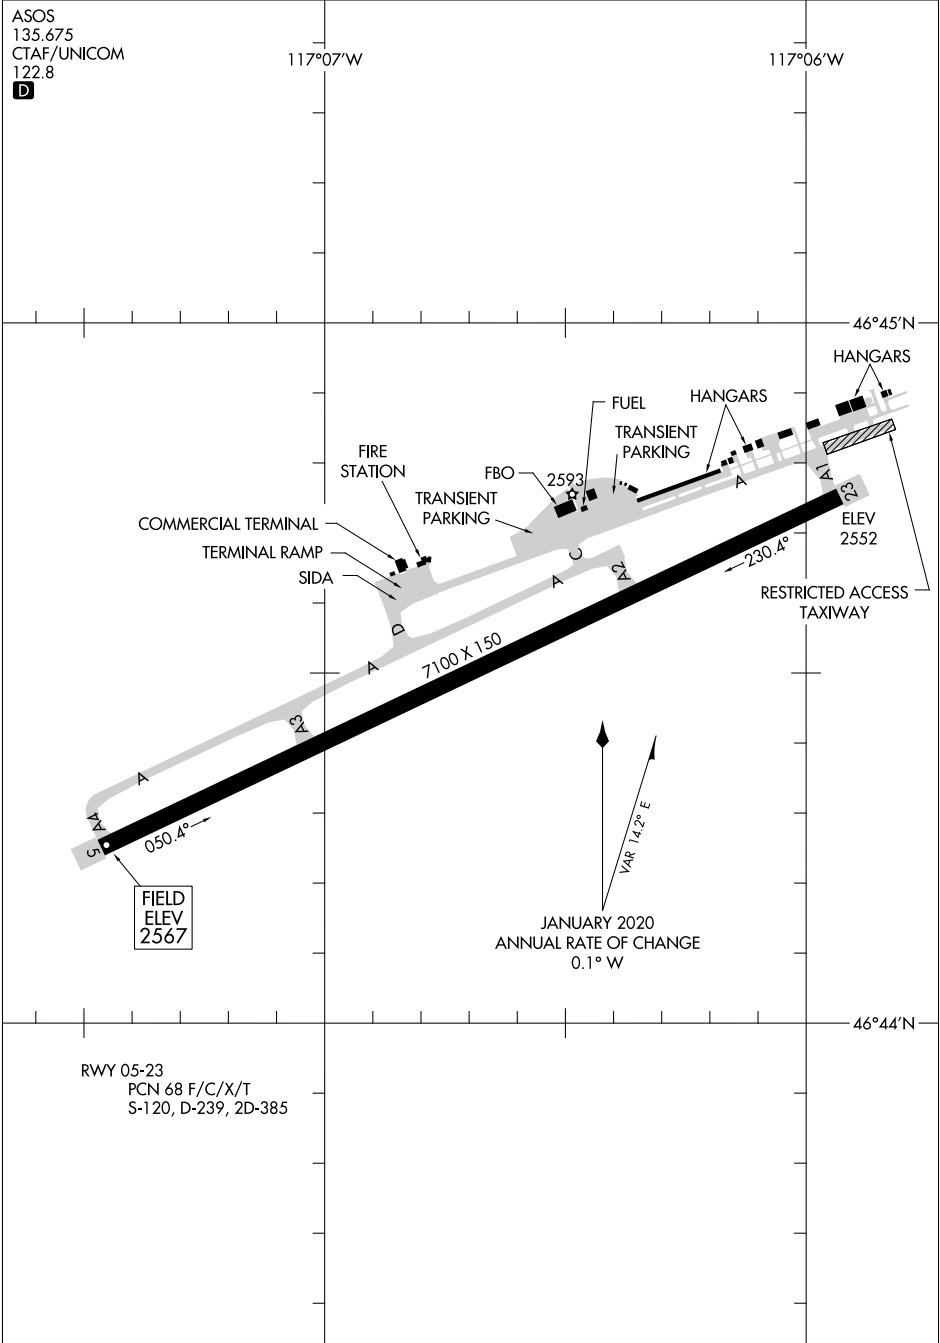 ASOS
135.675
CTAF/UNICOM
122.8
D
117°07'W
117°06'W
46°45'N
HANGARS
HANGARS
FUEL
TRANSIENT
PARKING
FIRE
STATION
FBO
2593
TRANSIENT
PARKING
A
A1
23
ELEV
2552
COMMERCIAL TERMINAL
TERMINAL RAMP
SIDA
C
A
A2
230.4°
RESTRICTED ACCESS
TAXIWAY
D
7100 X 150
A
A3
A
A4
5
050.4°
VAR 14.2° E
FIELD
ELEV
2567
JANUARY 2020
ANNUAL RATE OF CHANGE
0.1° W
46°44'N
RWY 05-23
PCN 68 F/C/X/T
S-120, D-239, 2D-385